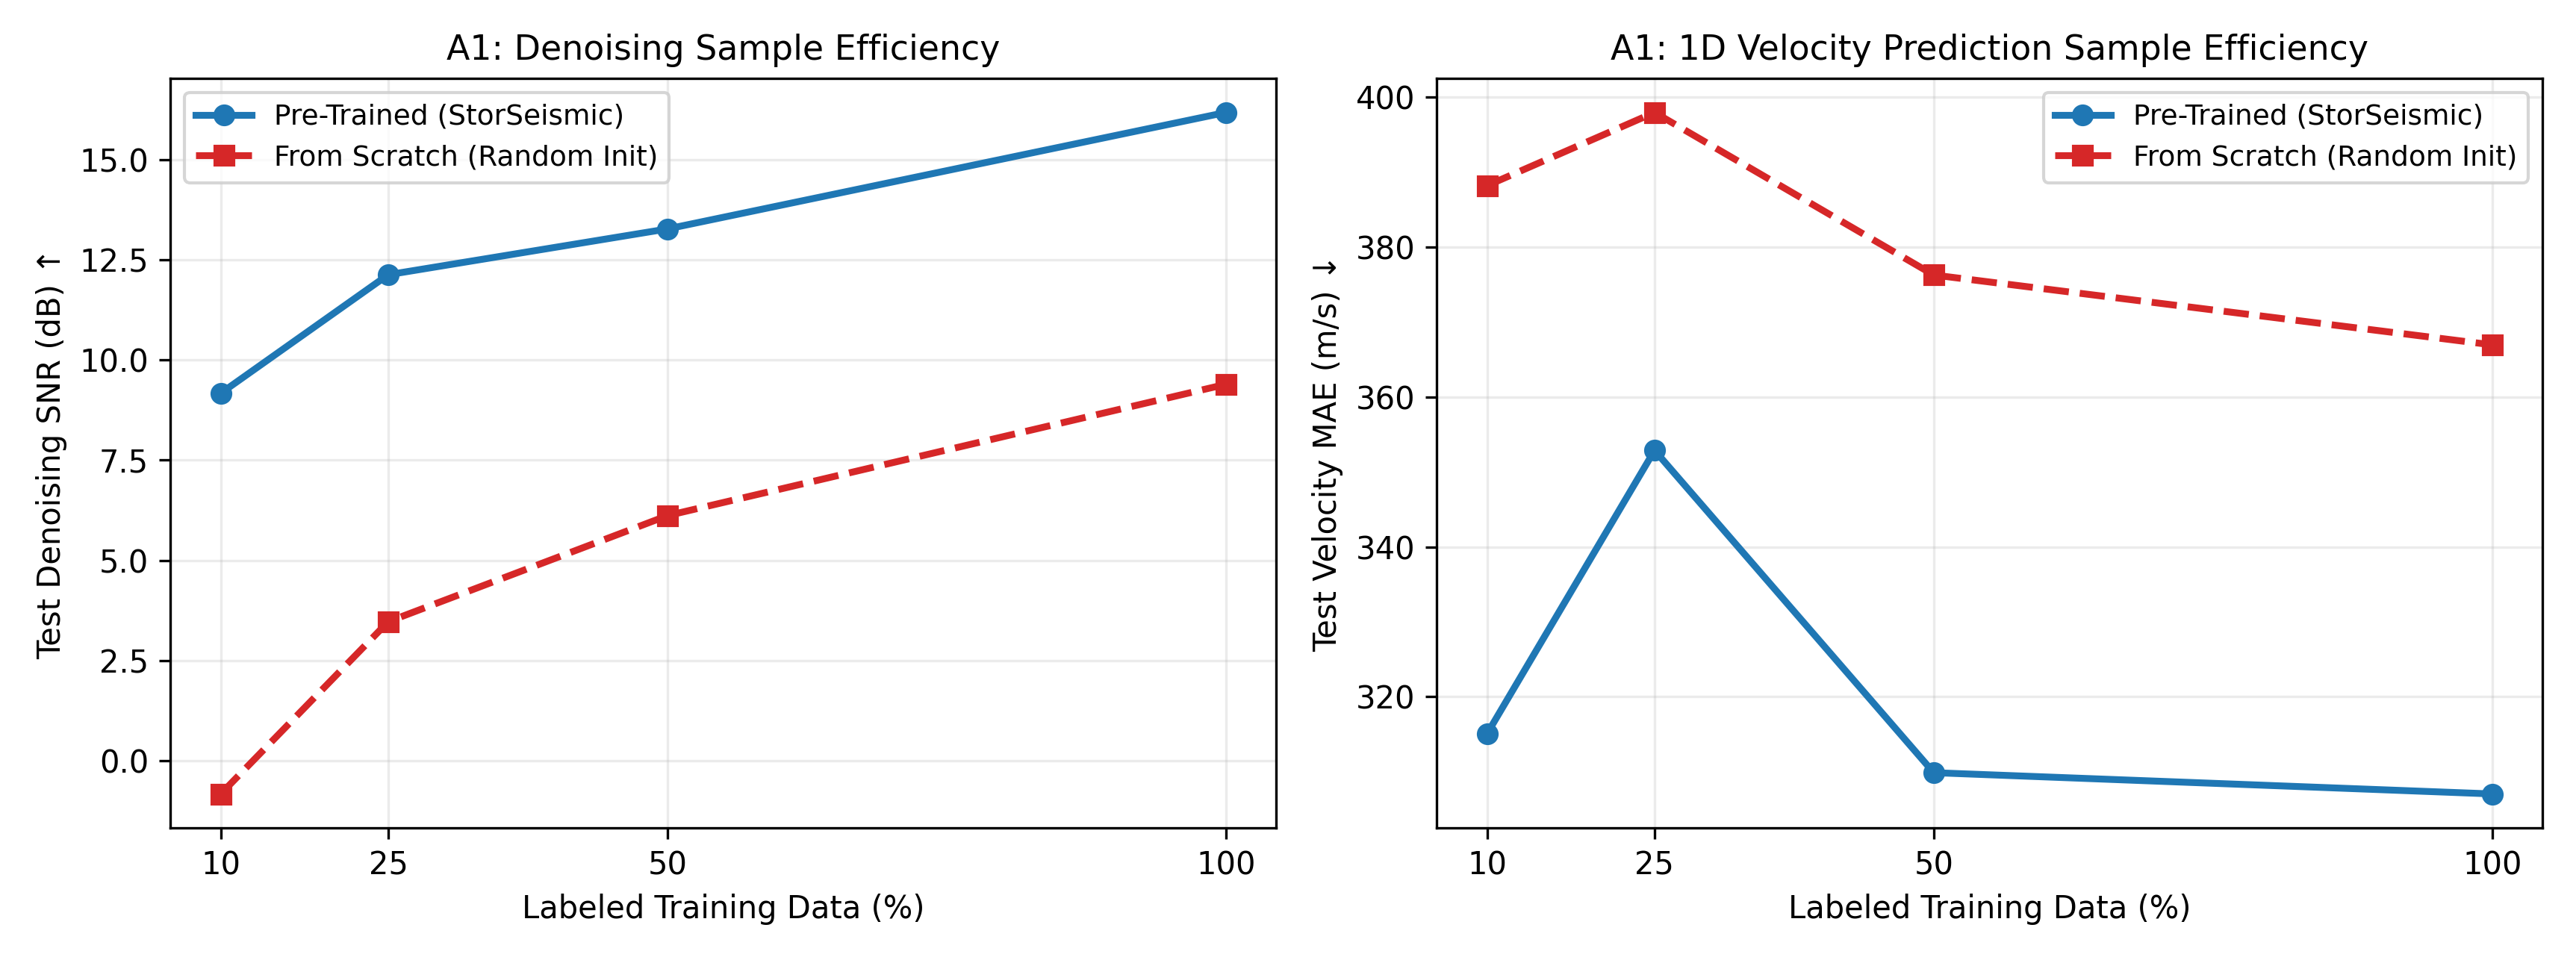 A1: Denoising Sample Efficiency
Pre-Trained (StorSeismic)
From Scratch (Random Init)
Test Denoising SNR (dB) ↑
15.0
12.5
10.0
7.5
5.0
2.5
0.0
10 25 50 100
Labeled Training Data (%)
A1: 1D Velocity Prediction Sample Efficiency
Pre-Trained (StorSeismic)
From Scratch (Random Init)
Test Velocity MAE (m/s) ↓
400
380
360
340
320
10 25 50 100
Labeled Training Data (%)